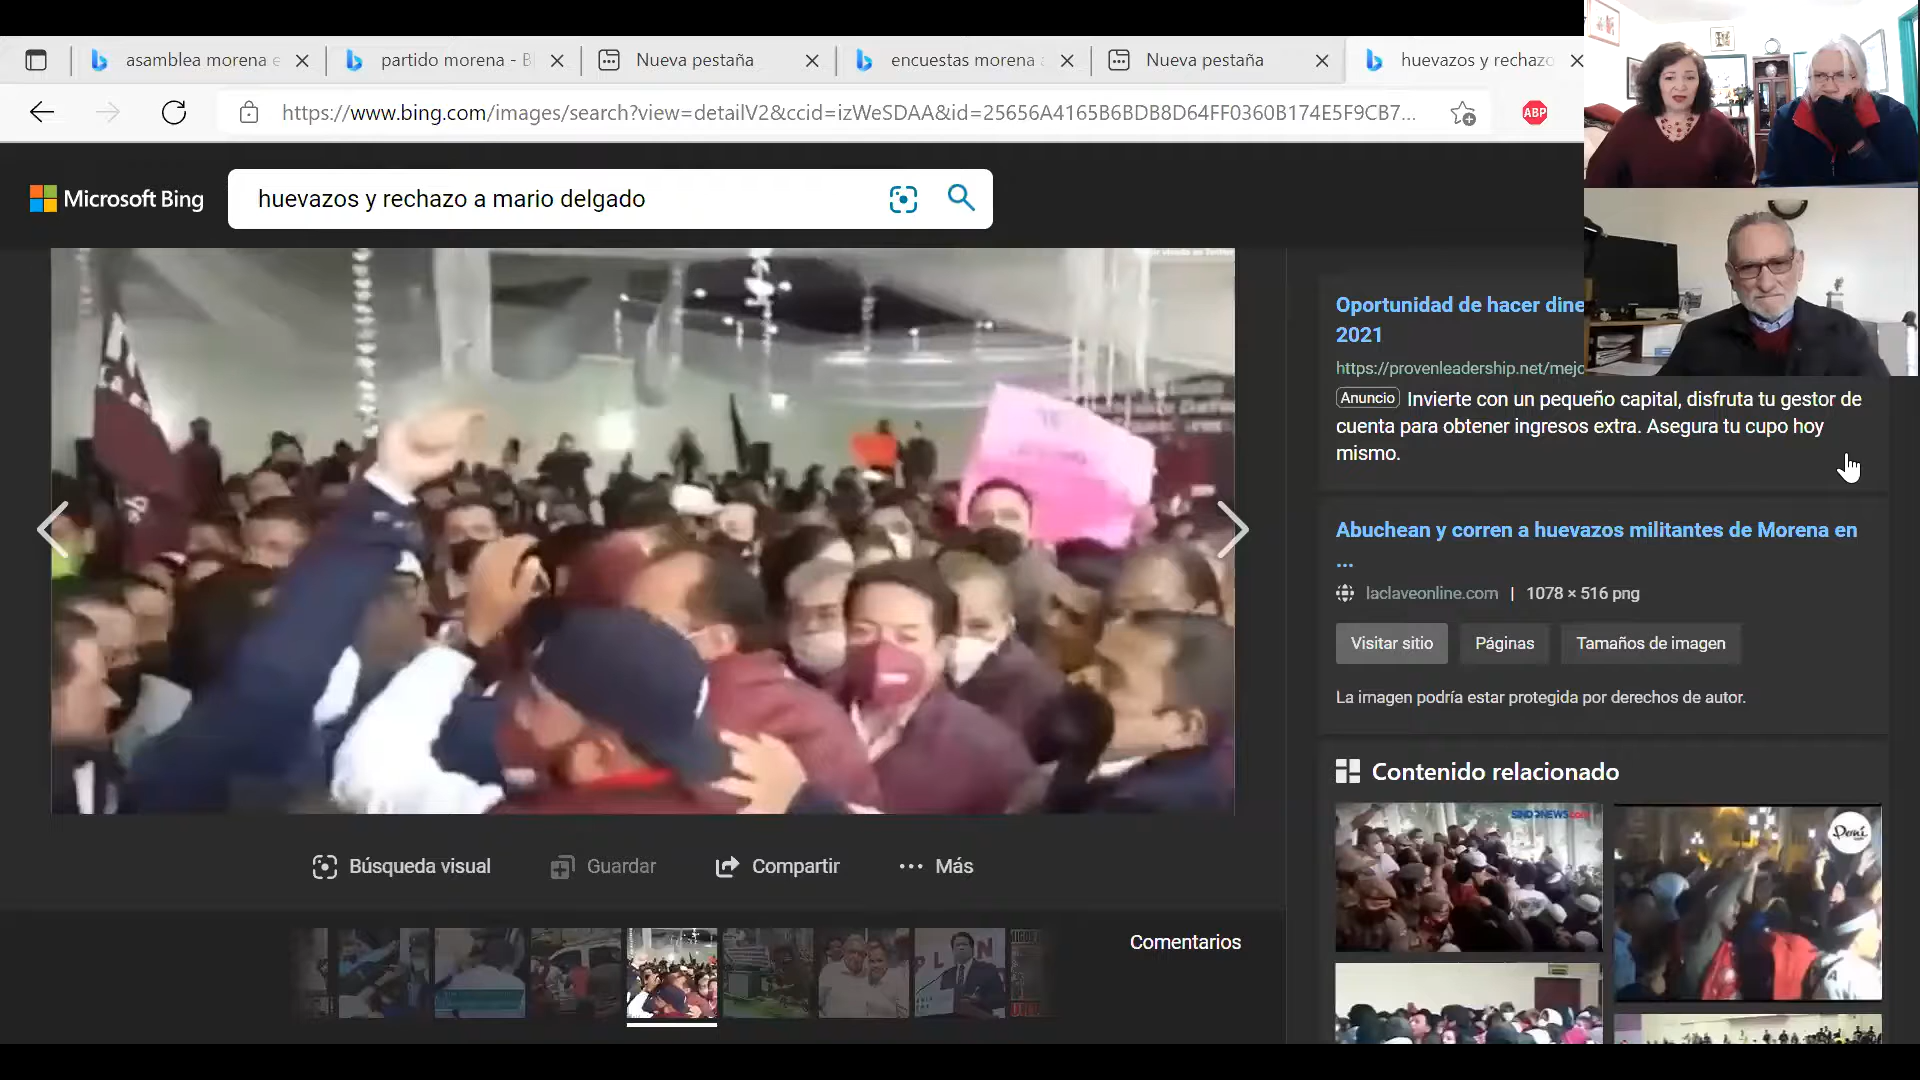 asamblea morena e
partido morena - B
Nueva pestaña
encuestas morena
Nueva pestaña
huevazos y rechazo
https://www.bing.com/images/search?view=detailV2&ccid=izWeSDAA&id=25656A4165B6BDB8D64FF0360B174E5F9CB7...
ABP
Microsoft Bing
huevazos y rechazo a mario delgado
Oportunidad de hacer dine
2021
https://provenleadership.net/mejo
Anuncio Invierte con un pequeño capital, disfruta tu gestor de
cuenta para obtener ingresos extra. Asegura tu cupo hoy
mismo.
Abuchean y corren a huevazos militantes de Morena en
...
laclaveonline.com | 1078 × 516 png
Visitar sitio
Páginas
Tamaños de imagen
La imagen podría estar protegida por derechos de autor.
Contenido relacionado
Búsqueda visual
Guardar
Compartir
Más
Comentarios